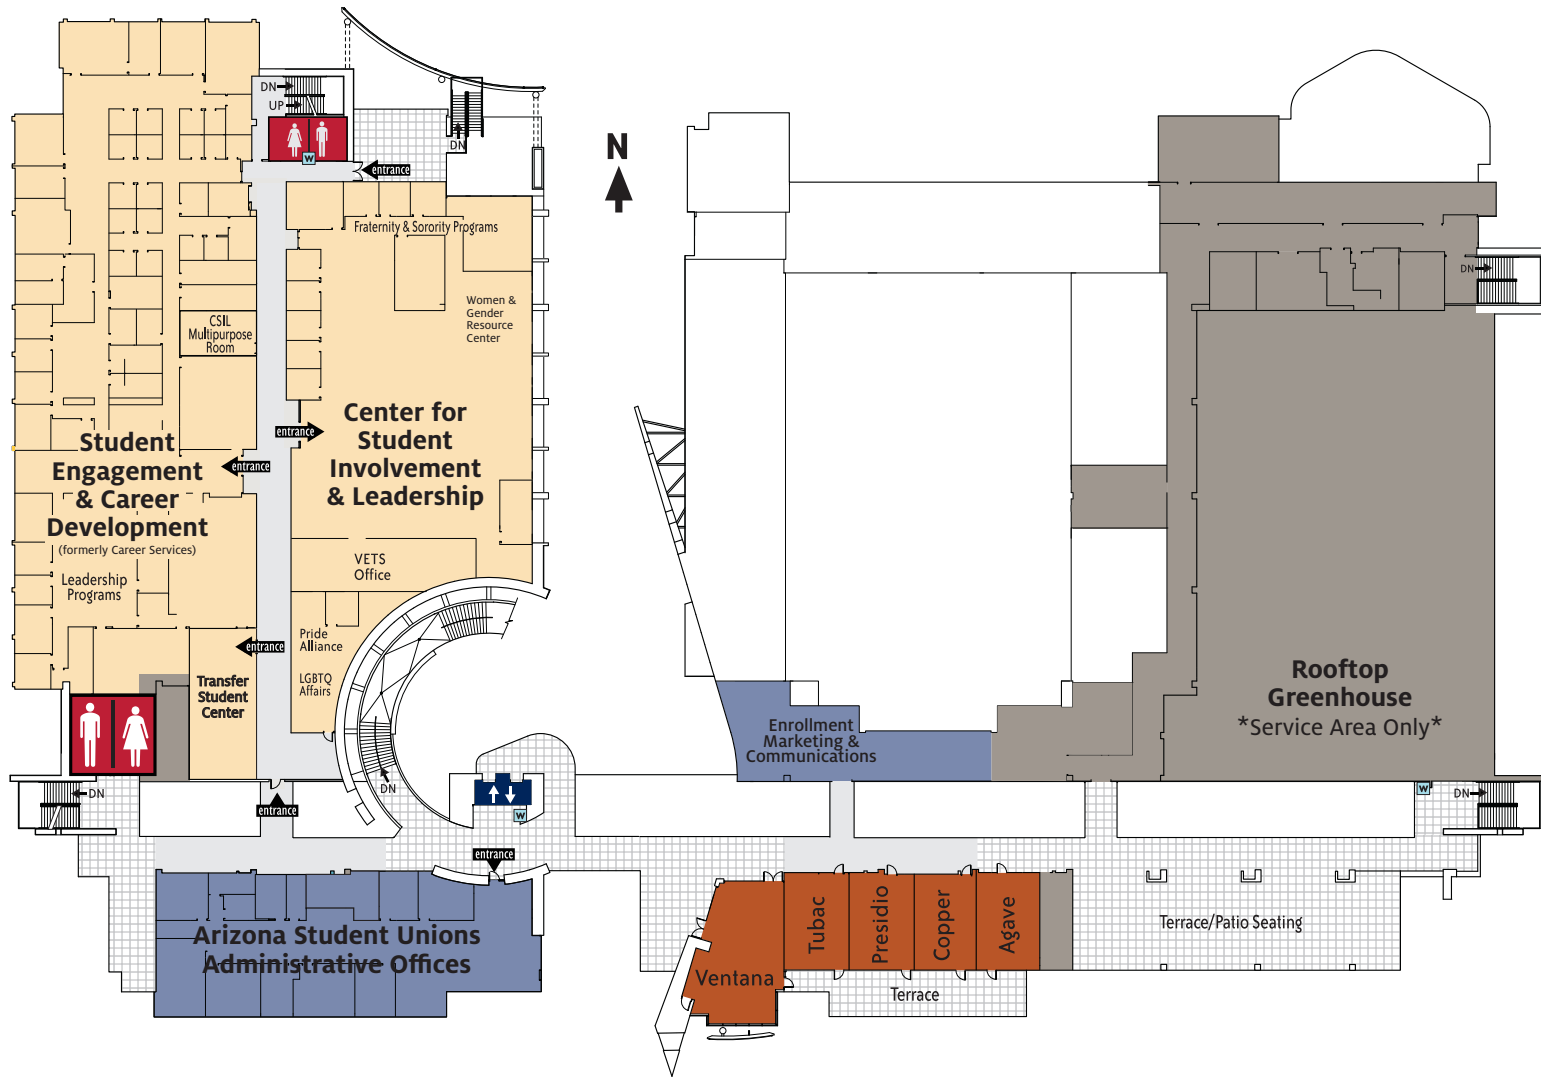 DN
UP
W
entrance
DN
N
Fraternity & Sorority Programs
Women &
Gender
Resource
Center
CSIL
Multipurpose
Room
DN
Center for
Student
Involvement
& Leadership
entrance
Student
Engagement
& Career
Development
(formerly Career Services)
entrance
VETS
Office
Leadership
Programs
Pride
Alliance
entrance
LGBTQ
Affairs
Transfer
Student
Center
Rooftop
Greenhouse
*Service Area Only*
Enrollment
Marketing &
Communications
DN
DN
W
DN
W
entrance
entrance
Arizona Student Unions
Administrative Offices
Ventana
Tubac
Presidio
Copper
Agave
Terrace/Patio Seating
Terrace